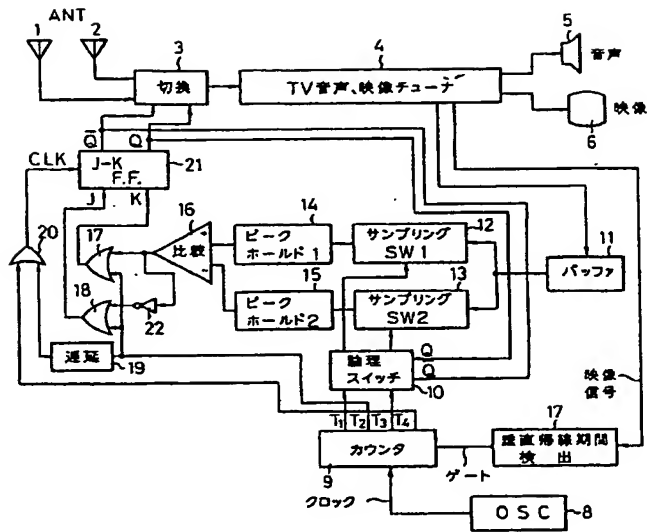 ANT
1
2
3
4
5
切換
TV音声、映像チューナ
音声
映像
6
Q̅
Q
CLK
J-K
F.F.
21
J
K
20
16
14
12
17
比較
ピーク
ホールド1
サンプリング
SW1
11
バッファ
15
13
18
22
ピーク
ホールド2
サンプリング
SW2
遅延
19
論理
スイッチ
Q
Q̅
10
映像
信号
T1
T2
T3
T4
17
カウンタ
垂直帰線期間
検出
9
ゲート
クロック
OSC
8